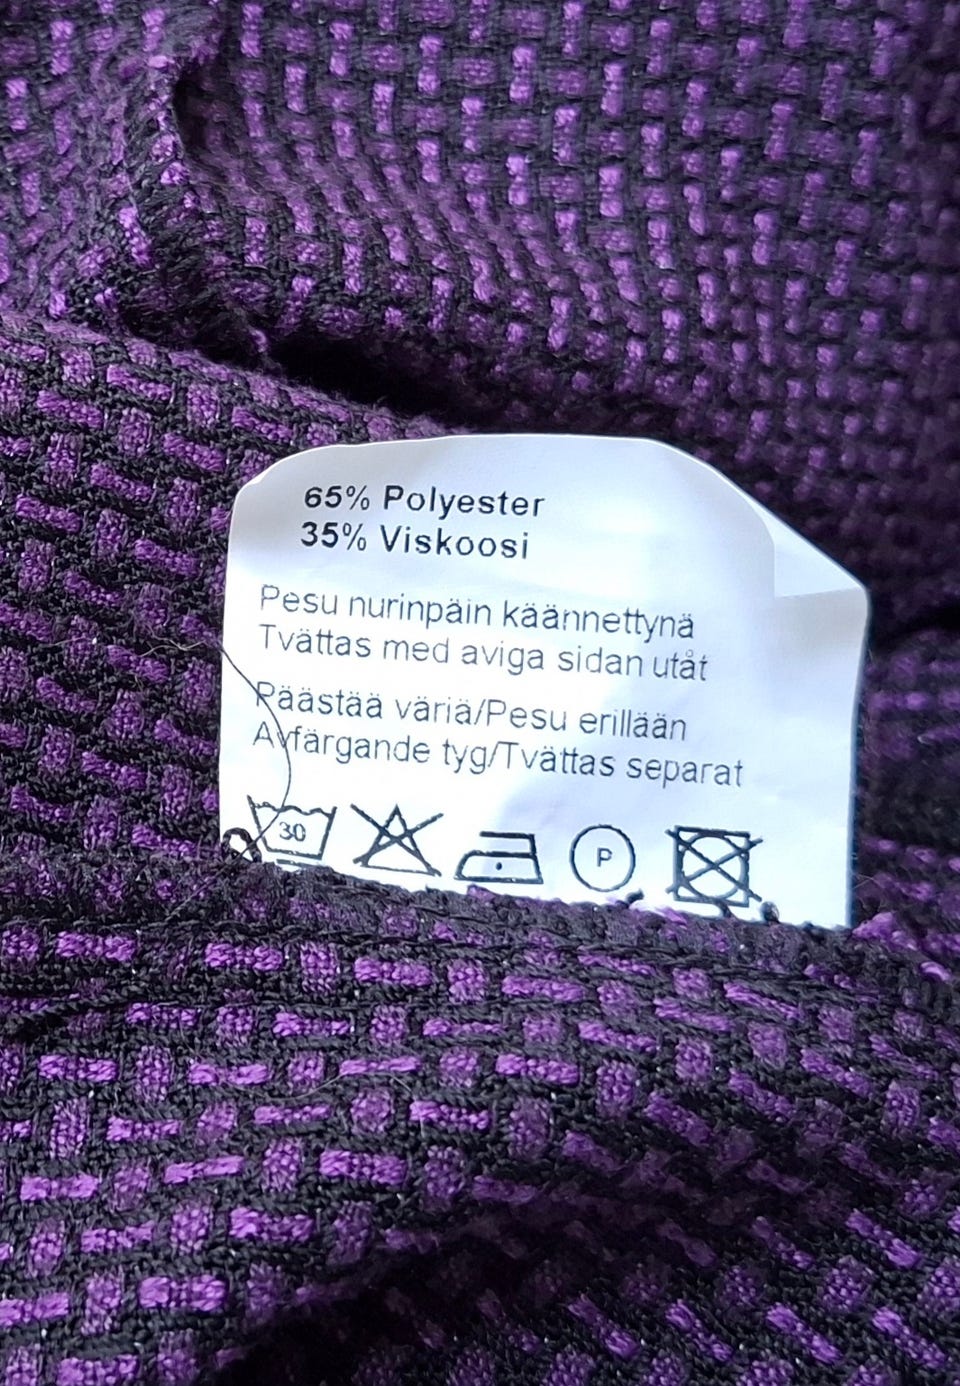 65% Polyester
35% Viskoosi
Pesu nurinpäin käännettynä
Tvättas med aviga sidan utåt
Päästää väriä/Pesu erillään
Avfärgande tyg/Tvättas separat
30 P